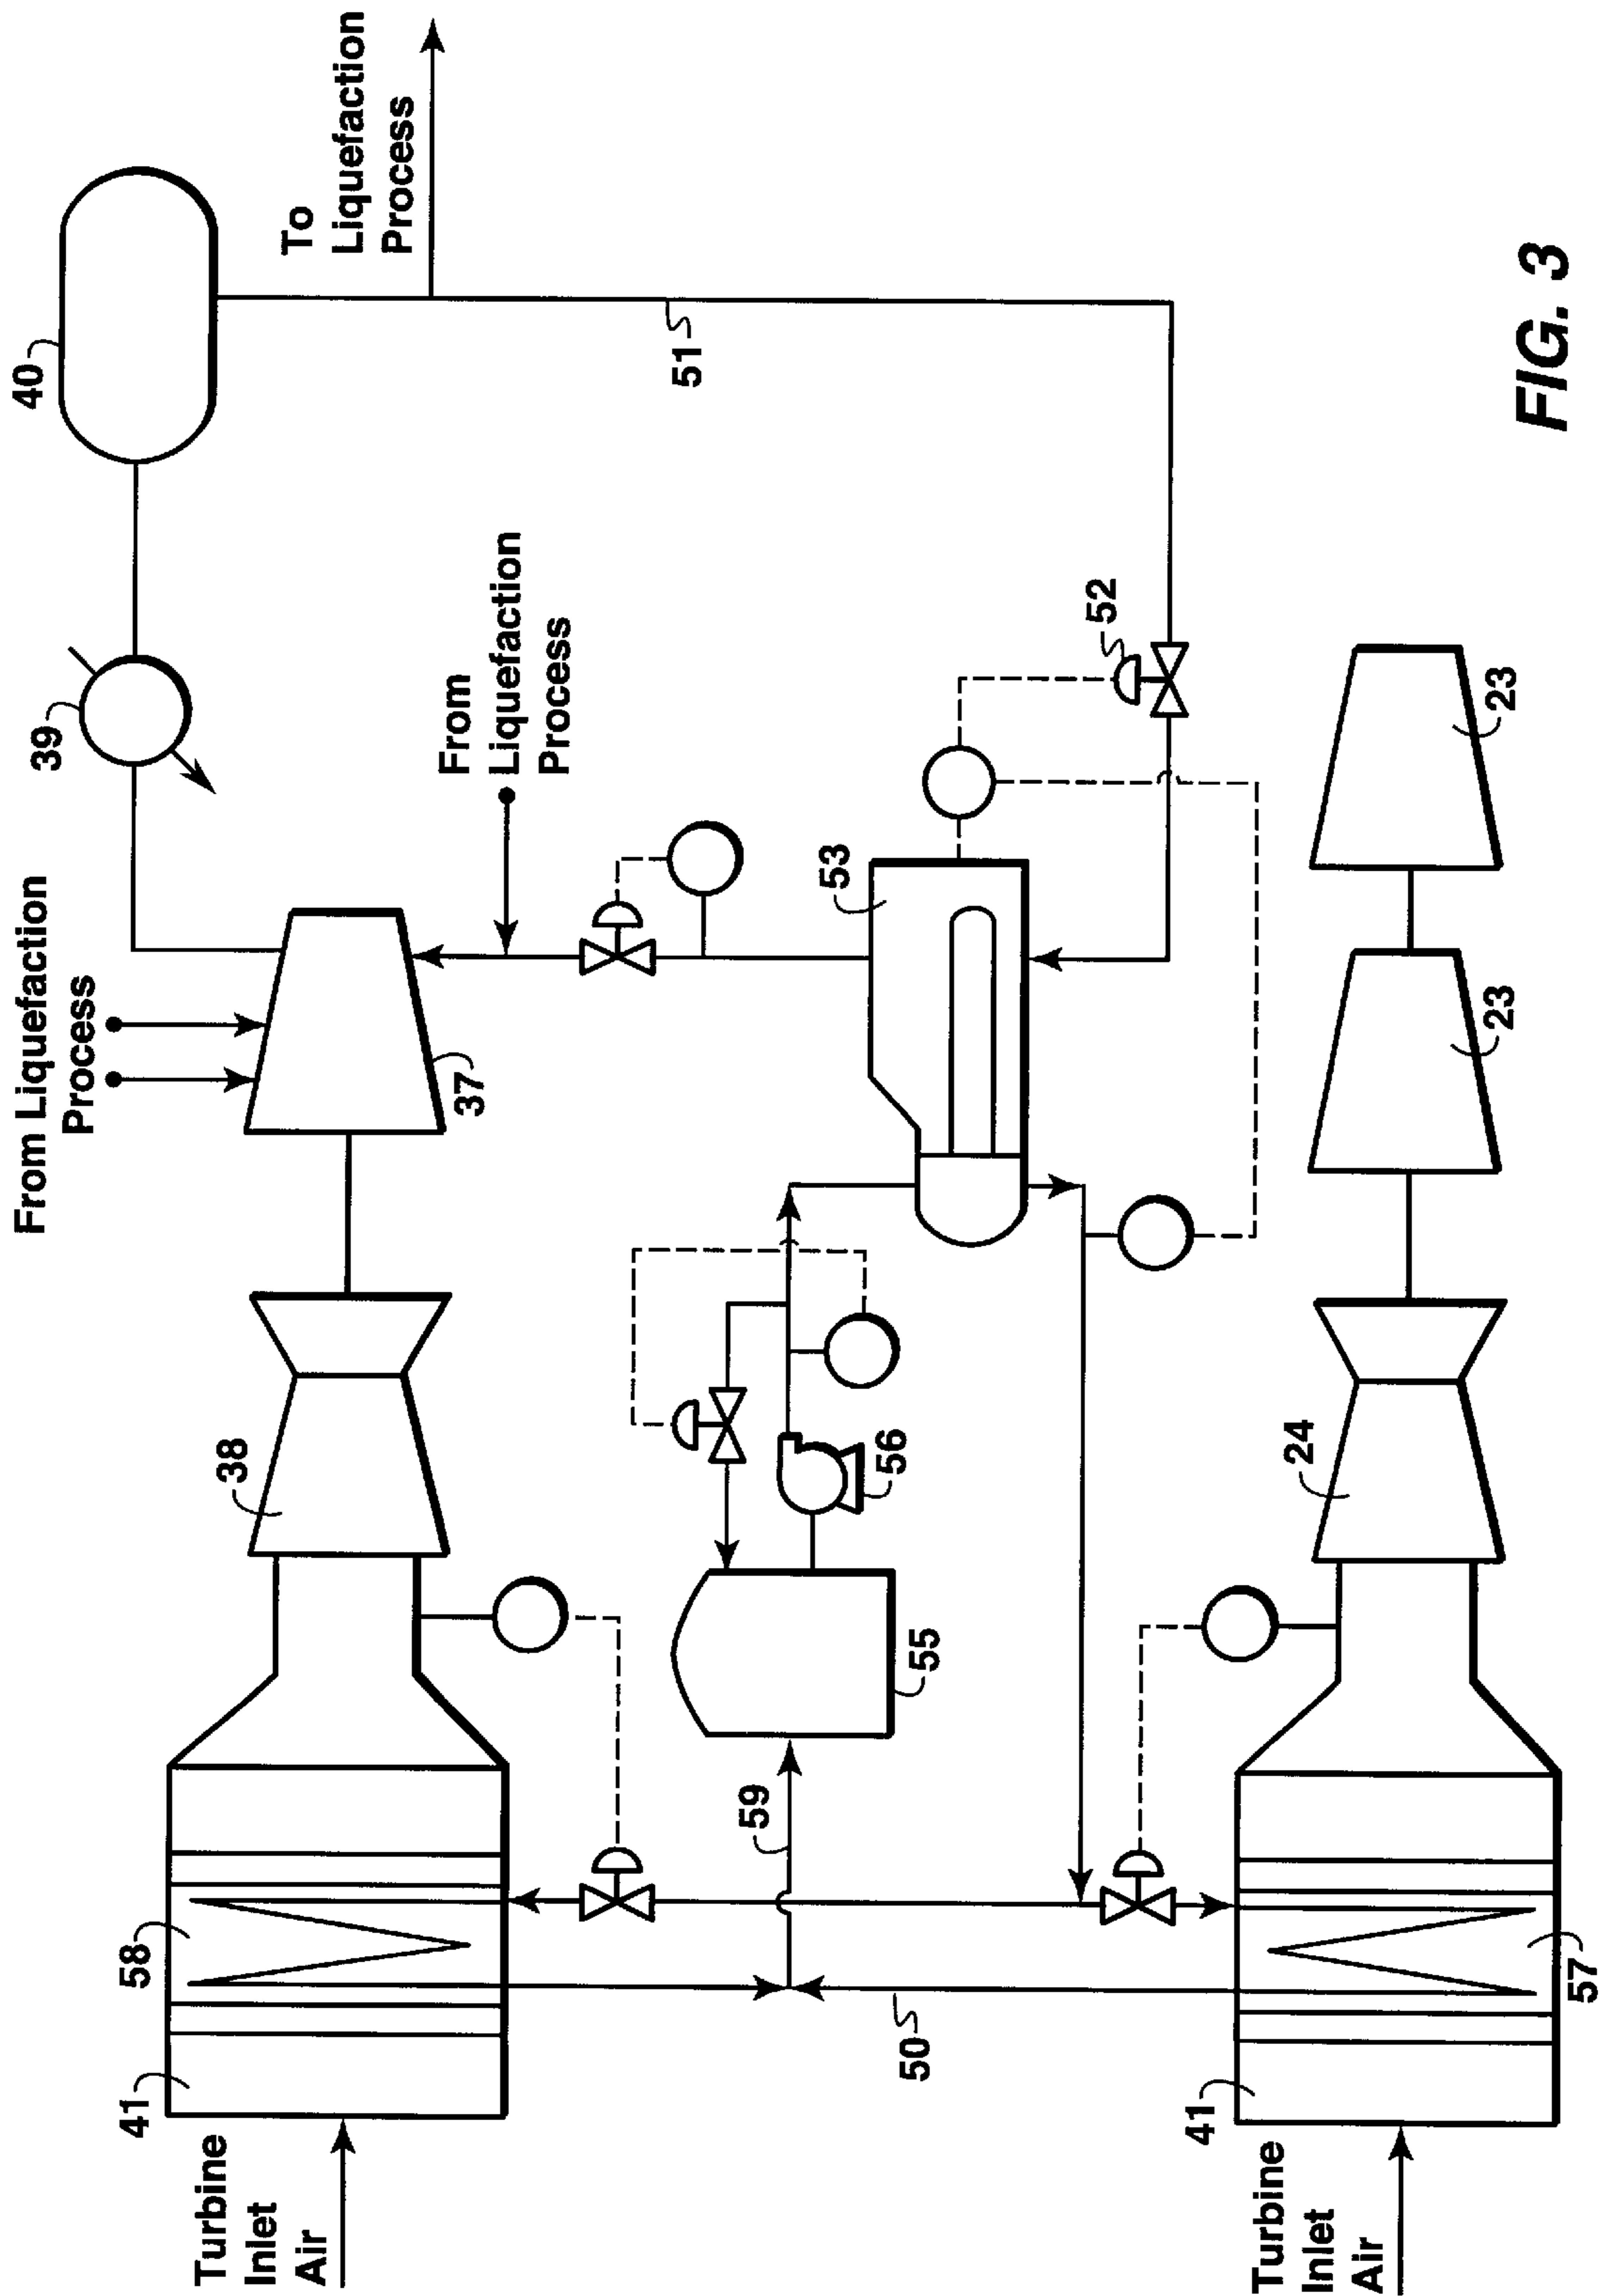 40
39
To
Liquefaction
Process
From Liquefaction
Process
From
Liquefaction
Process
51
37
38
53
52
58
41
Turbine
Inlet
Air
59
55
56
50
24
23
23
41
57
Turbine
Inlet
Air
FIG. 3